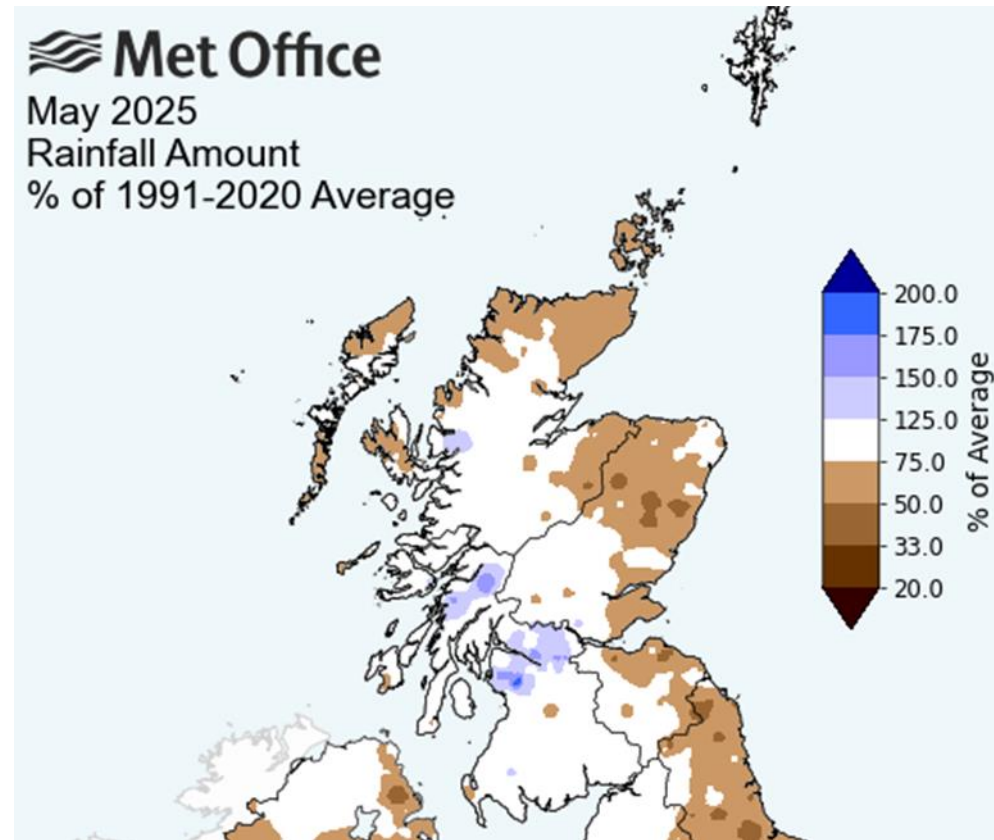 Met Office
May 2025
Rainfall Amount
% of 1991-2020 Average
200.0
175.0
150.0
125.0
75.0
50.0
33.0
20.0
% of Average